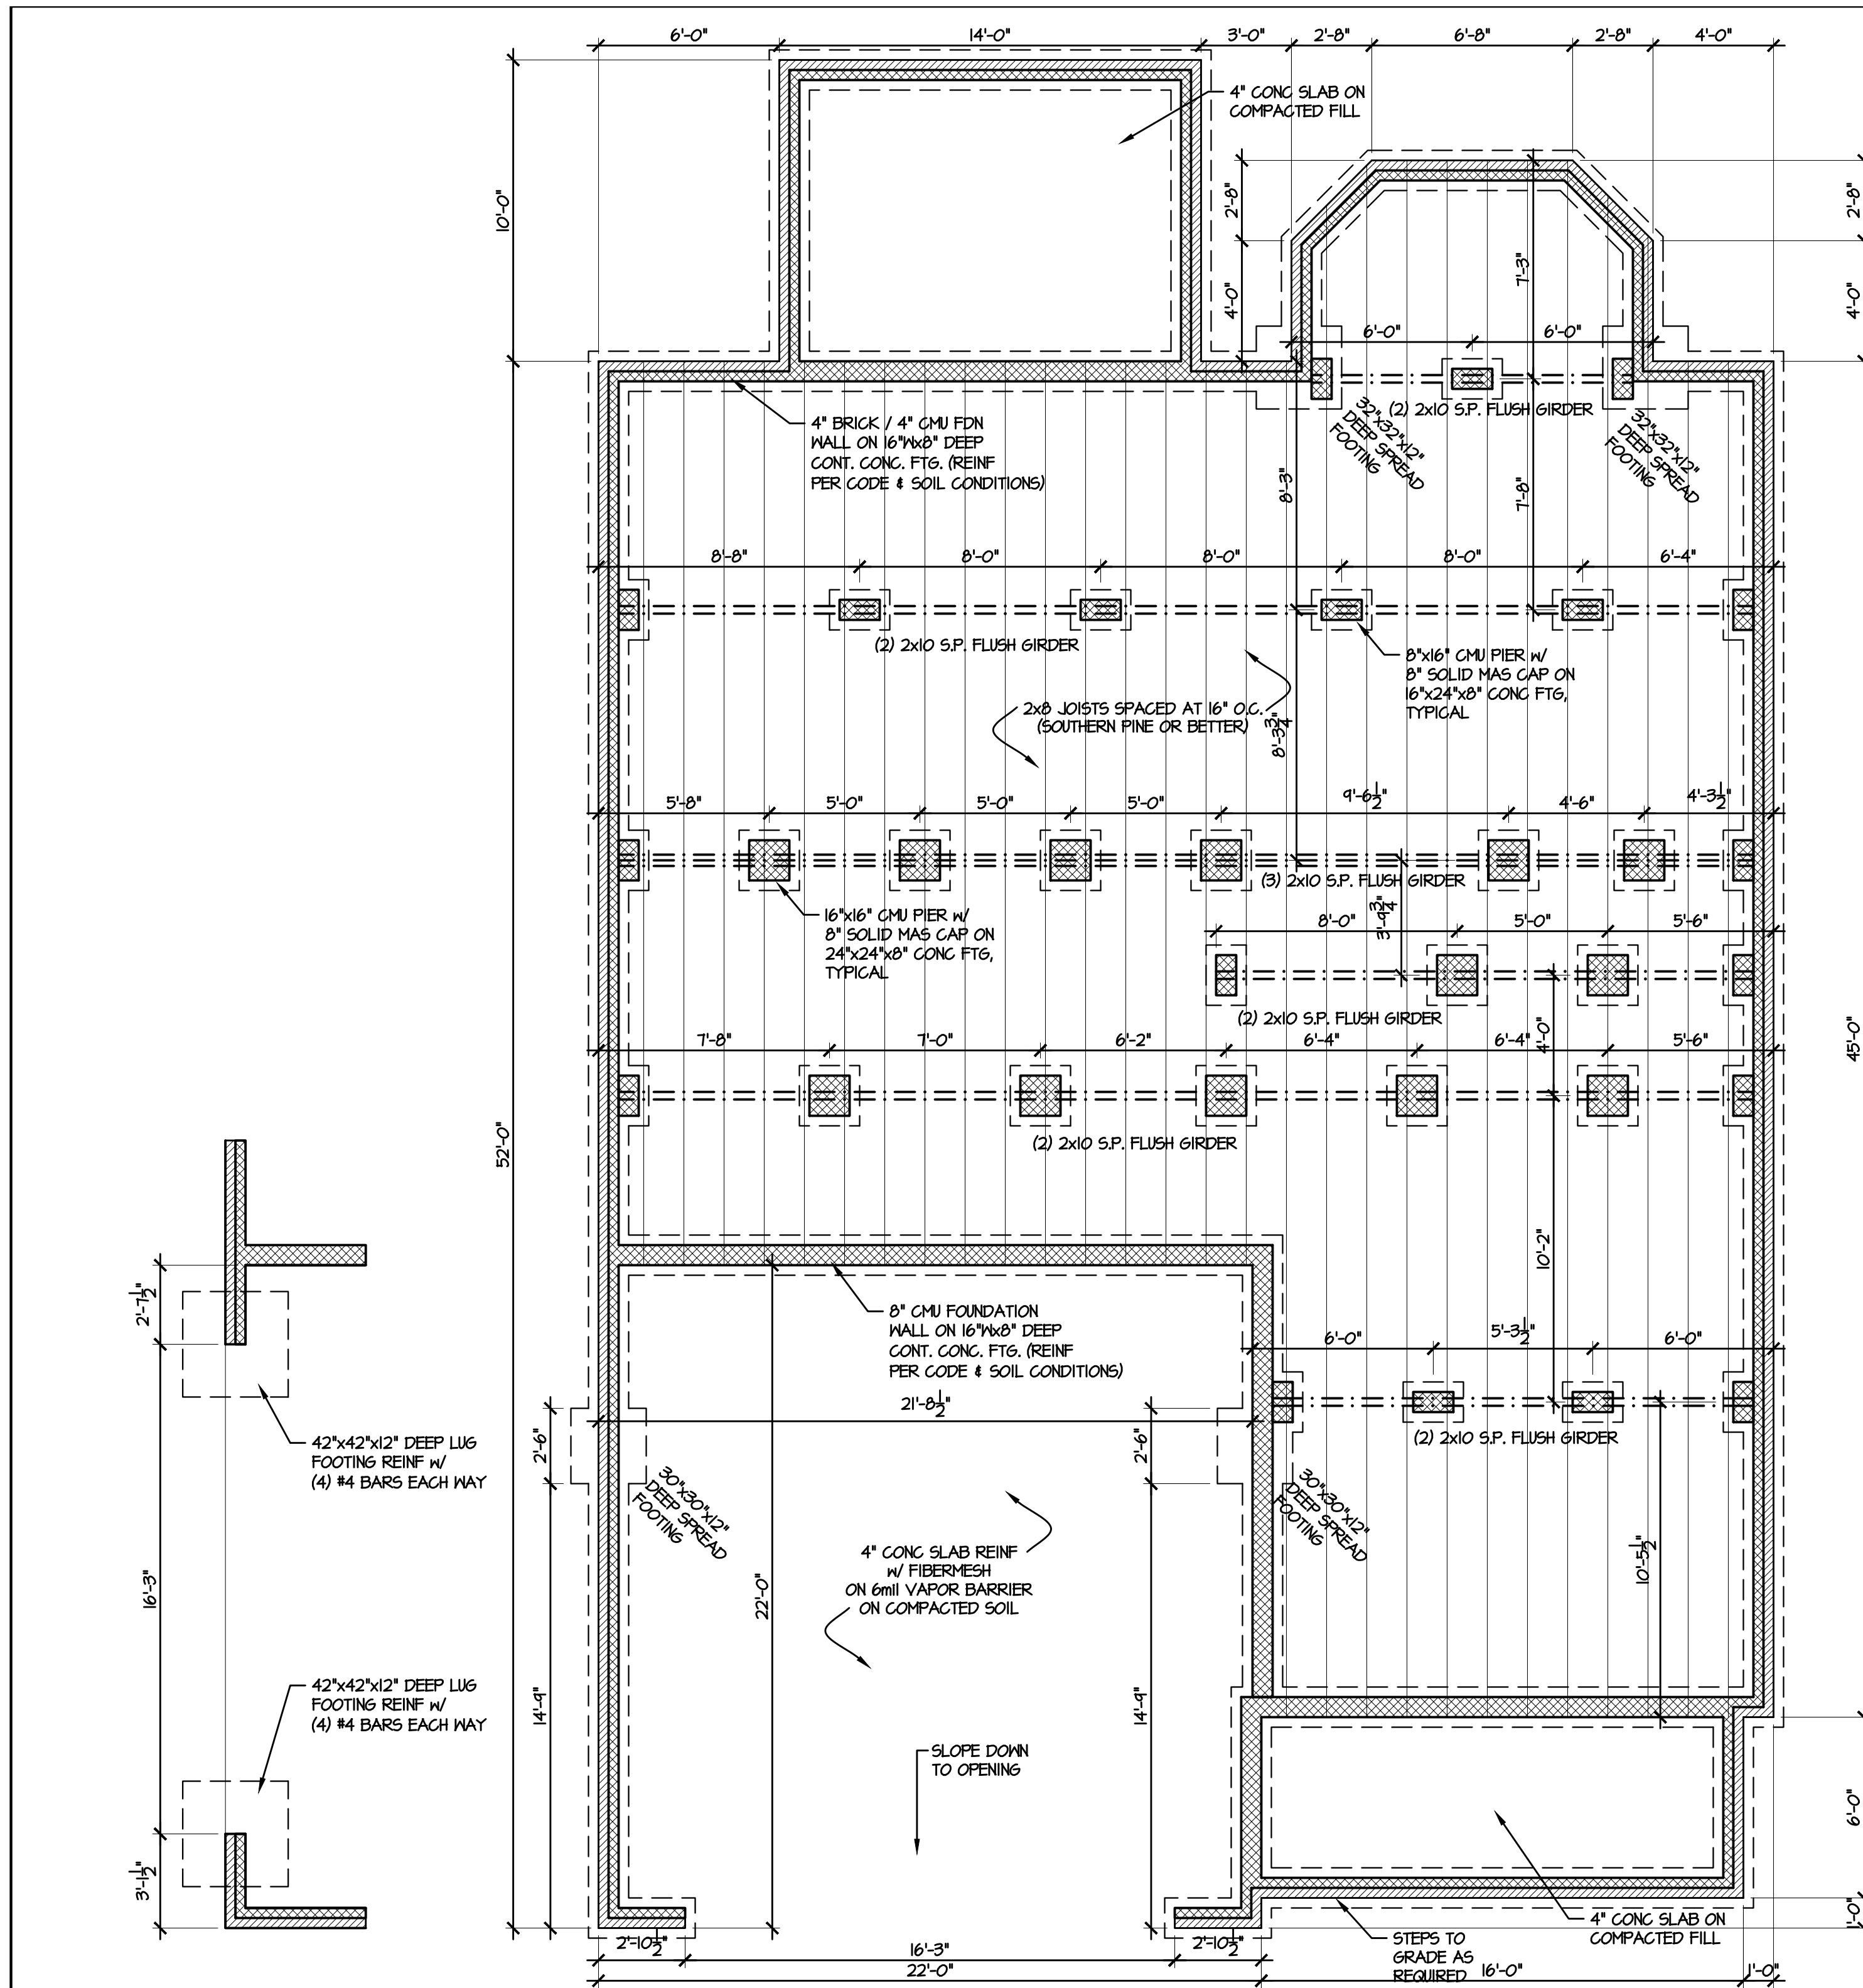 6'-0"
14'-0"
3'-0"
2'-8"
6'-8"
2'-8"
4'-0"
4" CONC SLAB ON
COMPACTED FILL
10'-0"
2'-8"
4'-0"
7'-3"
2'-8"
4'-0"
6'-0"
6'-0"
(2) 2x10 S.P. FLUSH GIRDER
32"x32"x12"
DEEP SPREAD
FOOTING
32"x32"x12"
DEEP SPREAD
FOOTING
4" BRICK / 4" CMU FDN
WALL ON 16"Wx8" DEEP
CONT. CONC. FTG. (REINF
PER CODE & SOIL CONDITIONS)
8'-3"
7'-8"
8'-8"
8'-0"
8'-0"
8'-0"
6'-4"
(2) 2x10 S.P. FLUSH GIRDER
8"x16" CMU PIER w/
8" SOLID MAS CAP ON
16"x24"x8" CONC FTG,
TYPICAL
2x8 JOISTS SPACED AT 16" O.C.
(SOUTHERN PINE OR BETTER)
8'-3 3/4"
5'-8"
5'-0"
5'-0"
5'-0"
9'-6 1/2"
4'-6"
4'-3 1/2"
(3) 2x10 S.P. FLUSH GIRDER
16"x16" CMU PIER w/
8" SOLID MAS CAP ON
24"x24"x8" CONC FTG,
TYPICAL
3'-9 3/4"
8'-0"
5'-0"
5'-6"
(2) 2x10 S.P. FLUSH GIRDER
7'-8"
7'-0"
6'-2"
6'-4"
6'-4"
5'-6"
4'-0"
45'-0"
(2) 2x10 S.P. FLUSH GIRDER
52'-0"
10'-2"
2'-7 1/2"
8" CMU FOUNDATION
WALL ON 16"Wx8" DEEP
CONT. CONC. FTG. (REINF
PER CODE & SOIL CONDITIONS)
6'-0"
5'-3 1/2"
6'-0"
21'-8 1/2"
(2) 2x10 S.P. FLUSH GIRDER
42"x42"x12" DEEP LUG
FOOTING REINF w/
(4) #4 BARS EACH WAY
2'-6"
2'-6"
30"x30"x12"
DEEP SPREAD
FOOTING
30"x30"x12"
DEEP SPREAD
FOOTING
10'-5 1/2"
4" CONC SLAB REINF
w/ FIBERMESH
ON 6mil VAPOR BARRIER
ON COMPACTED SOIL
16'-3"
22'-0"
42"x42"x12" DEEP LUG
FOOTING REINF w/
(4) #4 BARS EACH WAY
14'-9"
14'-9"
SLOPE DOWN
TO OPENING
6'-0"
3'-1 1/2"
4" CONC SLAB ON
COMPACTED FILL
1'-0"
STEPS TO
GRADE AS
REQUIRED
2'-10 1/2"
16'-3"
2'-10 1/2"
22'-0"
16'-0"
1'-0"